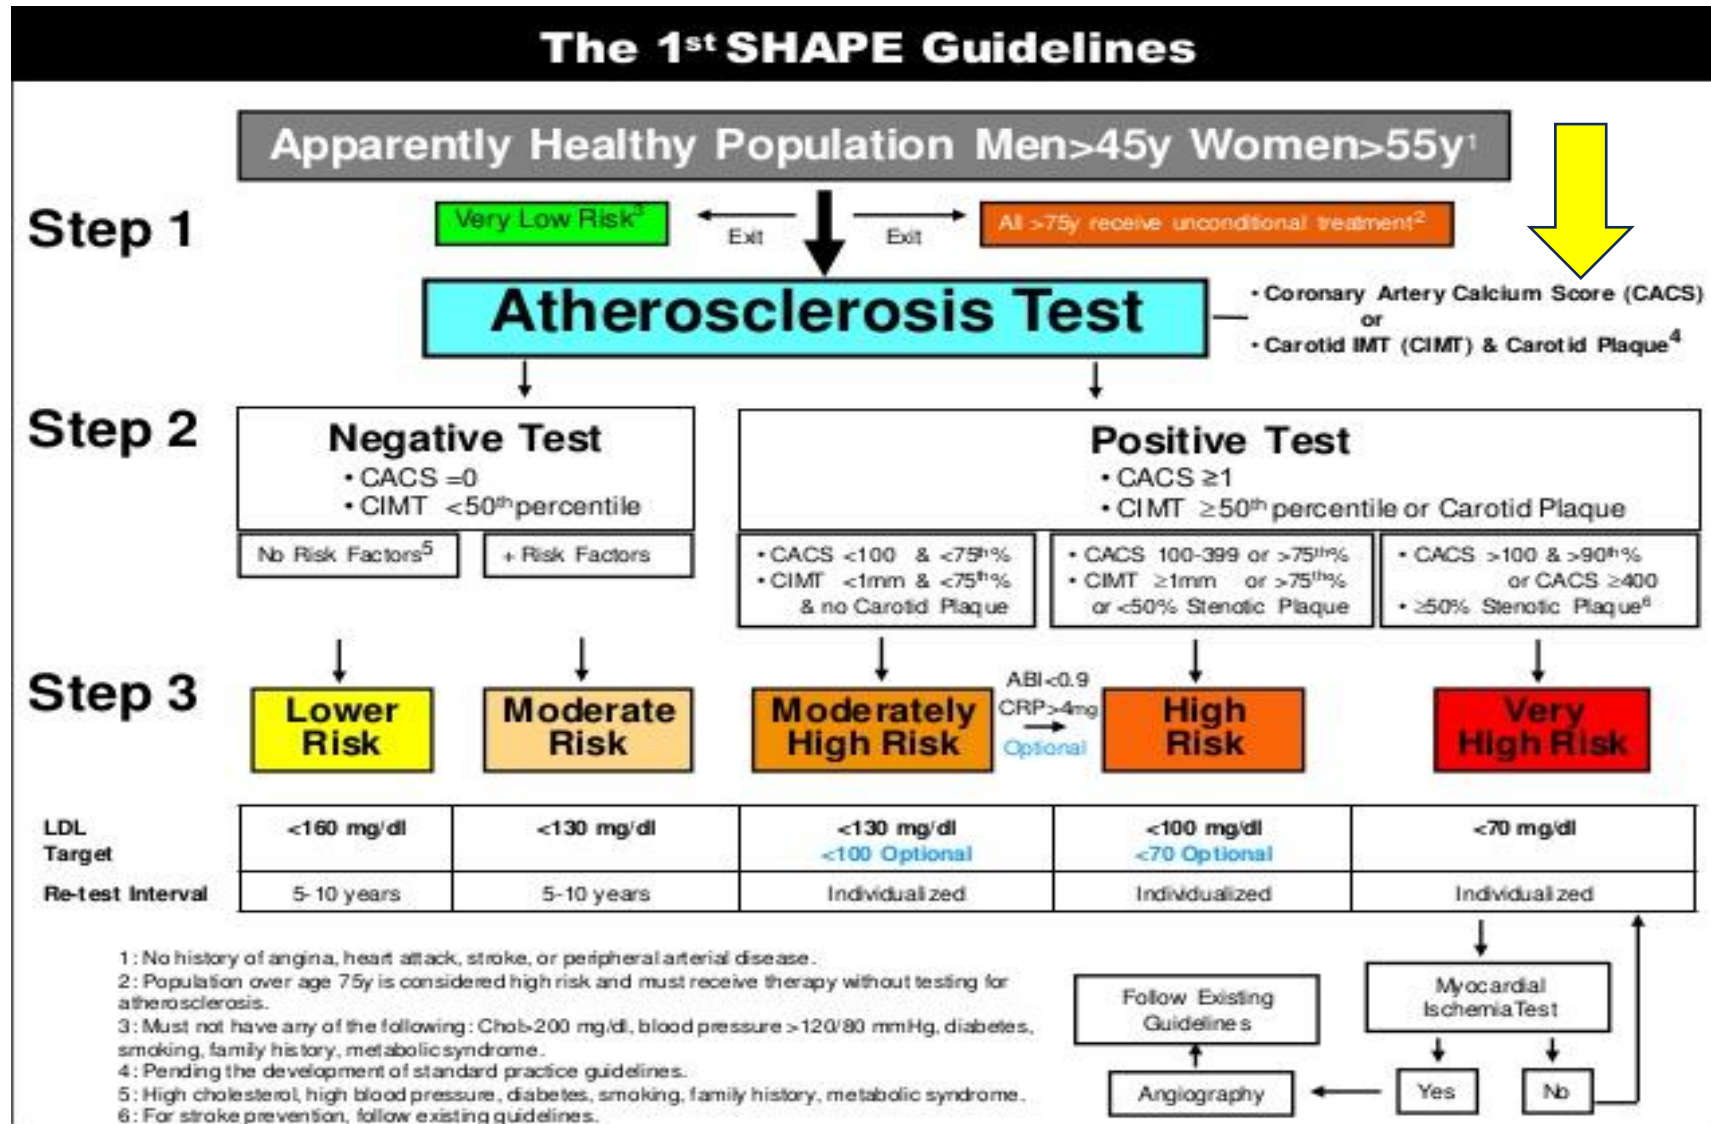 The 1st SHAPE Guidelines
Apparently Healthy Population Men>45y Women>55y1
Step 1
Very Low Risk3
Exit
Exit
All >75y receive unconditional treatment2
Atherosclerosis Test
• Coronary Artery Calcium Score (CACS)
or
• Carotid IMT (CIMT) & Carotid Plaque4
Step 2
Negative Test
• CACS =0
• CIMT <50th percentile
Positive Test
• CACS ≥1
• CIMT ≥50th percentile or Carotid Plaque
No Risk Factors5
+ Risk Factors
• CACS <100 & <75th%
• CIMT <1mm & <75th%
& no Carotid Plaque
• CACS 100-399 or >75th%
• CIMT ≥1mm or >75th%
or <50% Stenotic Plaque
• CACS >100 & >90th%
or CACS ≥400
• ≥50% Stenotic Plaque6
Step 3
Lower
Risk
Moderate
Risk
Moderately
High Risk
ABI<0.9
CRP>4mg
Optional
High
Risk
Very
High Risk
LDL
Target
<160 mg/dl
<130 mg/dl
<130 mg/dl
<100 Optional
<100 mg/dl
<70 Optional
<70 mg/dl
Re-test Interval
5-10 years
5-10 years
Individualized
Individualized
Individualized
1: No history of angina, heart attack, stroke, or peripheral arterial disease.
2: Population over age 75y is considered high risk and must receive therapy without testing for
atherosclerosis.
3: Must not have any of the following: Chol>200 mg/dl, blood pressure >120/80 mmHg, diabetes,
smoking, family history, metabolic syndrome.
4: Pending the development of standard practice guidelines.
5: High cholesterol, high blood pressure, diabetes, smoking, family history, metabolic syndrome.
6: For stroke prevention, follow existing guidelines.
Follow Existing
Guidelines
Myocardial
Ischemia Test
Angiography
Yes
No